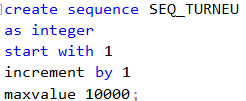 create sequence SEQ_TURNEU
as integer
start with 1
increment by 1
maxvalue 10000;